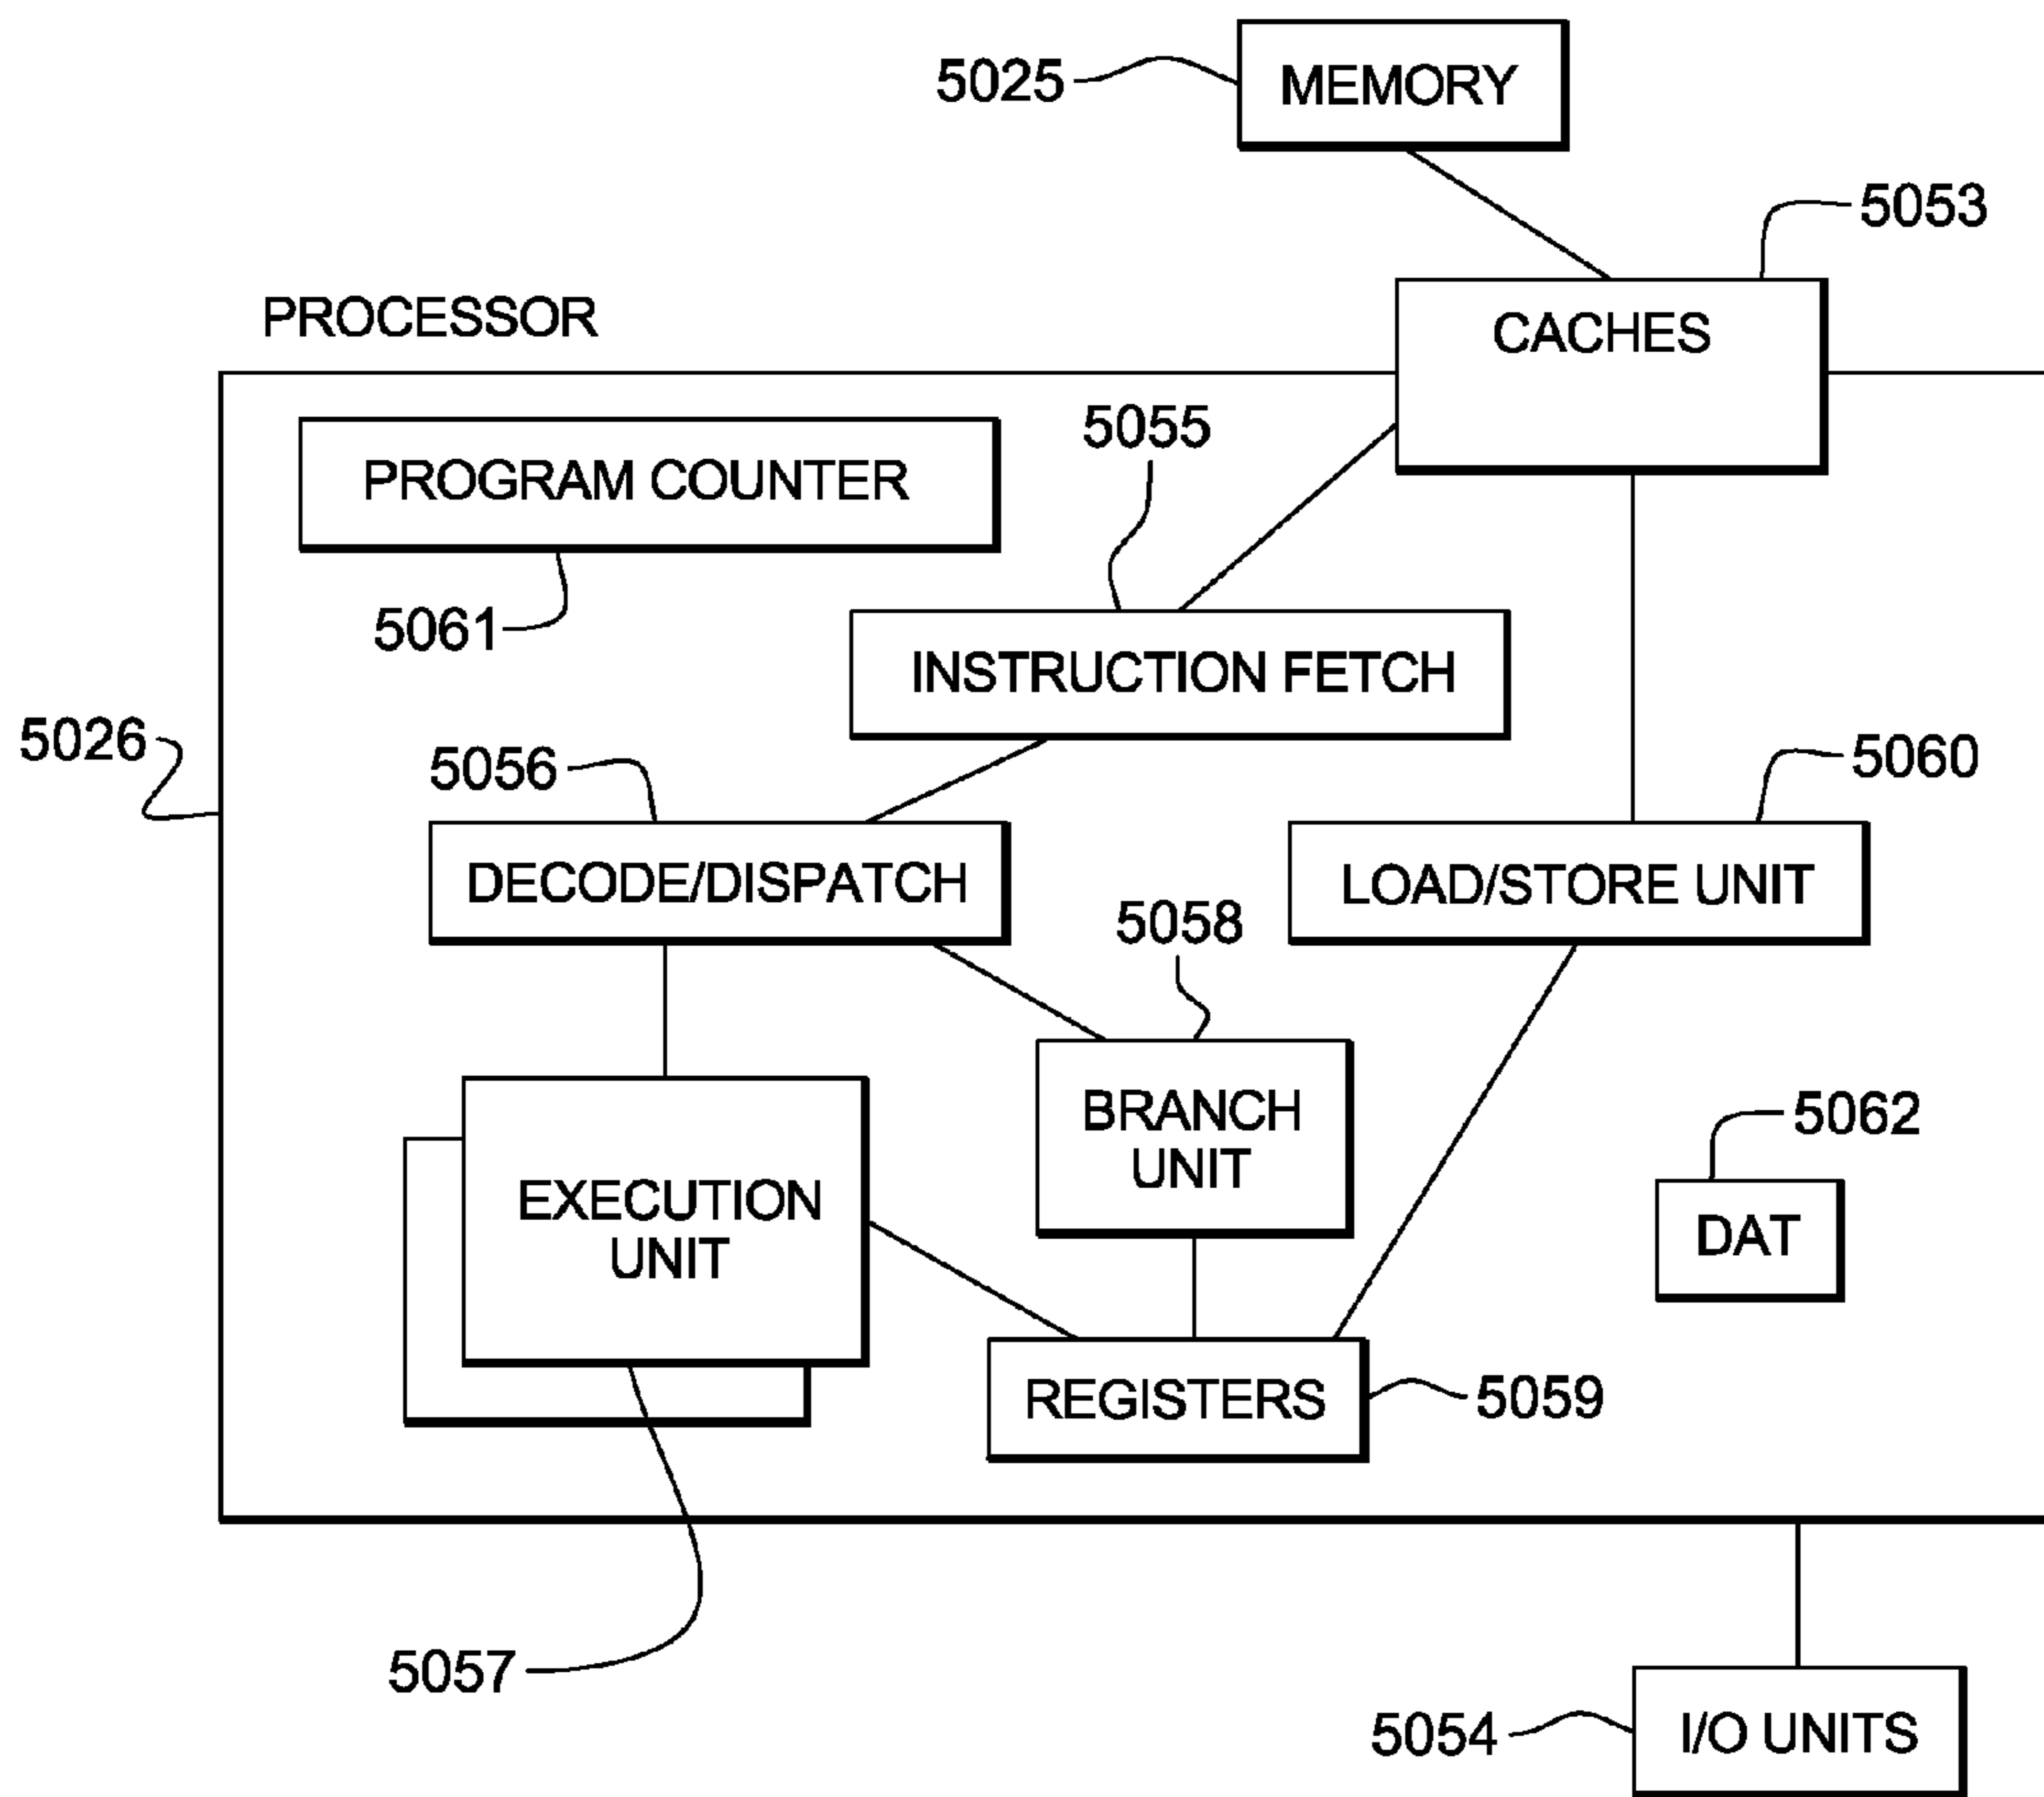 MEMORY
5025
5053
CACHES
PROCESSOR
5055
PROGRAM COUNTER
5061
INSTRUCTION FETCH
5026
5056
5060
DECODE/DISPATCH
LOAD/STORE UNIT
5058
BRANCH
UNIT
5062
EXECUTION
UNIT
DAT
REGISTERS
5059
5057
5054
I/O UNITS